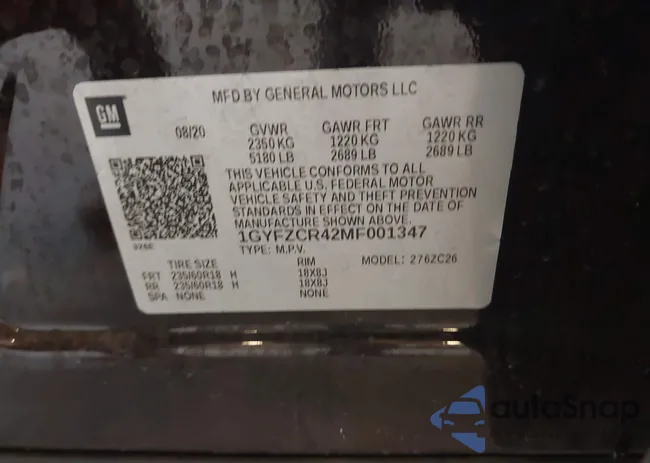 MFD BY GENERAL MOTORS LLC
GM
08/20 GVWR GAWR FRT GAWR RR
2350 KG 1220 KG 1220 KG
5180 LB 2689 LB 2689 LB
THIS VEHICLE CONFORMS TO ALL
APPLICABLE U.S. FEDERAL MOTOR
VEHICLE SAFETY AND THEFT PREVENTION
STANDARDS IN EFFECT ON THE DATE OF
MANUFACTURE SHOWN ABOVE.
1GYFZCR42MF001347
TYPE: M.P.V. MODEL: 276ZC26
TIRE SIZE RIM
FRT 235/60R18 H 18X8J
RR 235/60R18 H 18X8J
SPA NONE NONE
autoSnap